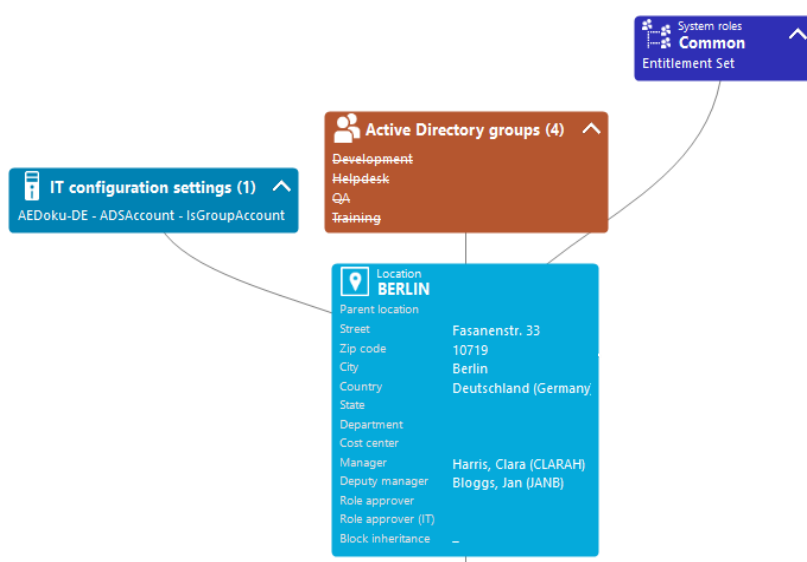 System roles
Common
Entitlement Set
Active Directory groups (4)
Development
Helpdesk
QA
Training
IT configuration settings (1)
AEDoku-DE - ADSAccount - IsGroupAccount
Location
BERLIN
Parent location
Street Fasanenstr. 33
Zip code 10719
City Berlin
Country Deutschland (Germany)
State
Department
Cost center
Manager Harris, Clara (CLARAH)
Deputy manager Bloggs, Jan (JANB)
Role approver
Role approver (IT)
Block inheritance _